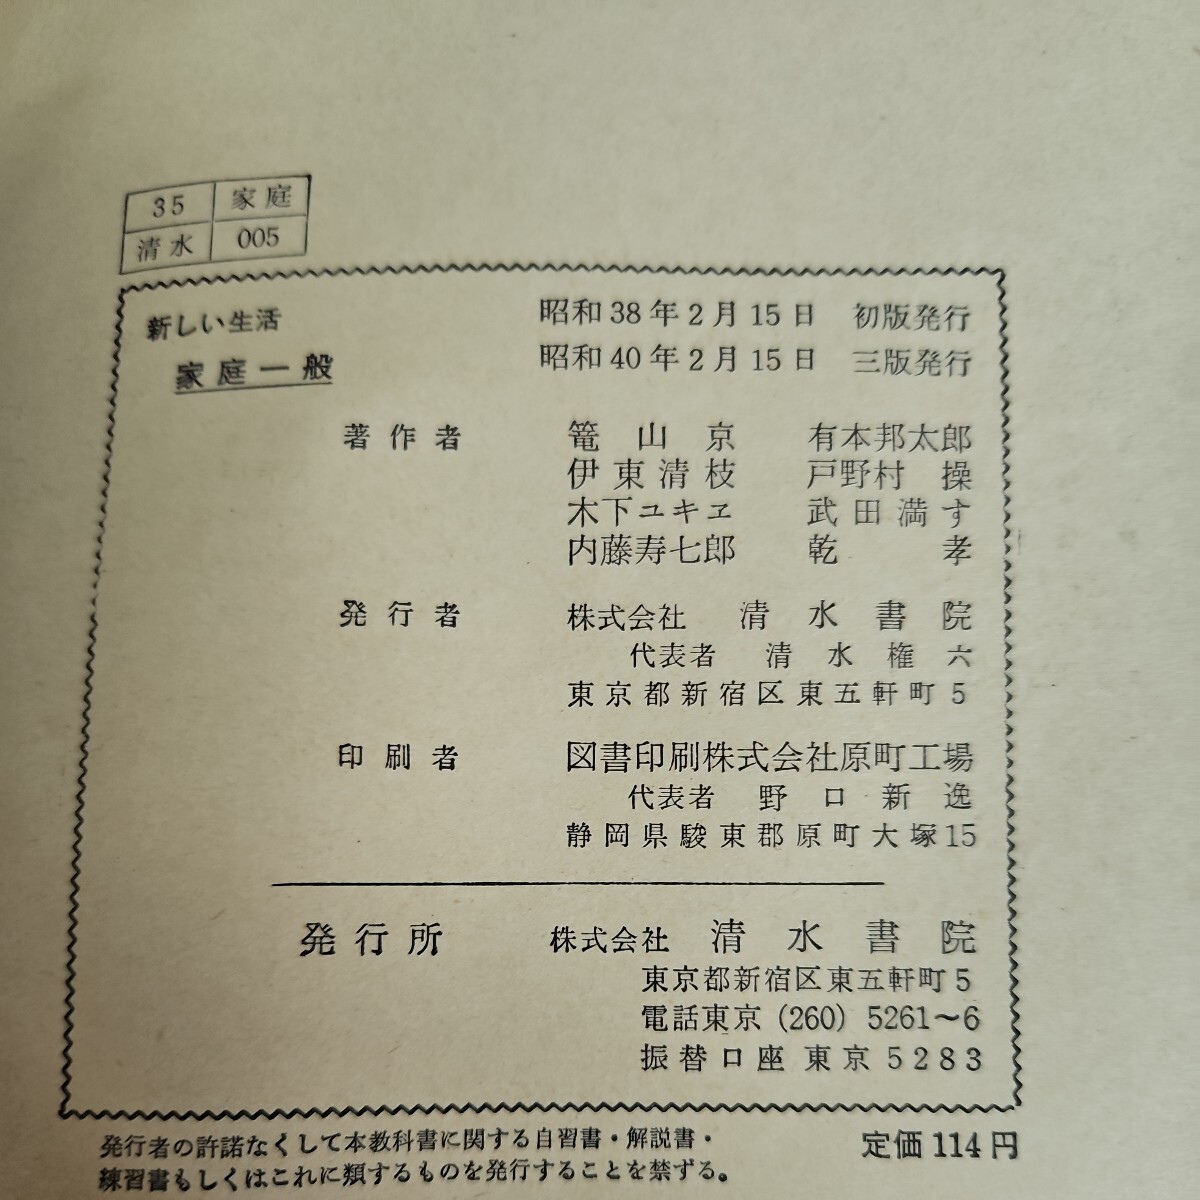 35 家庭
清水 005
新しい生活
家庭一般
昭和38年2月15日 初版発行
昭和40年2月15日 三版発行
著作者 篭山京 有本邦太郎
伊東清枝 戸野村操
木下ユキヱ 武田満す
内藤寿七郎 乾孝
発行者 株式会社 清水書院
代表者 清水権六
東京都新宿区東五軒町5
印刷者 図書印刷株式会社原町工場
代表者 野口新逸
静岡県駿東郡原町大塚15
発行所 株式会社 清水書院
東京都新宿区東五軒町5
電話東京(260)5261〜6
振替口座 東京5283
発行者の許諾なくして本教科書に関する自習書・解説書・
練習書もしくはこれに類するものを発行することを禁ずる。
定価114円